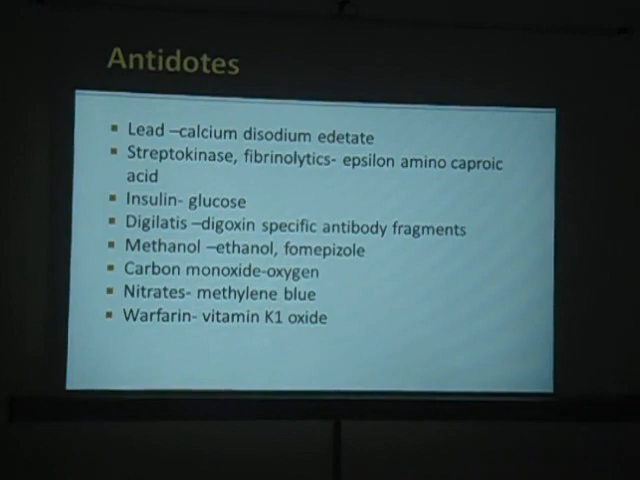 Antidotes
Lead –calcium disodium edetate
Streptokinase, fibrinolytics- epsilon amino caproic
acid
Insulin- glucose
Digilatis –digoxin specific antibody fragments
Methanol –ethanol, fomepizole
Carbon monoxide-oxygen
Nitrates- methylene blue
Warfarin- vitamin K1 oxide